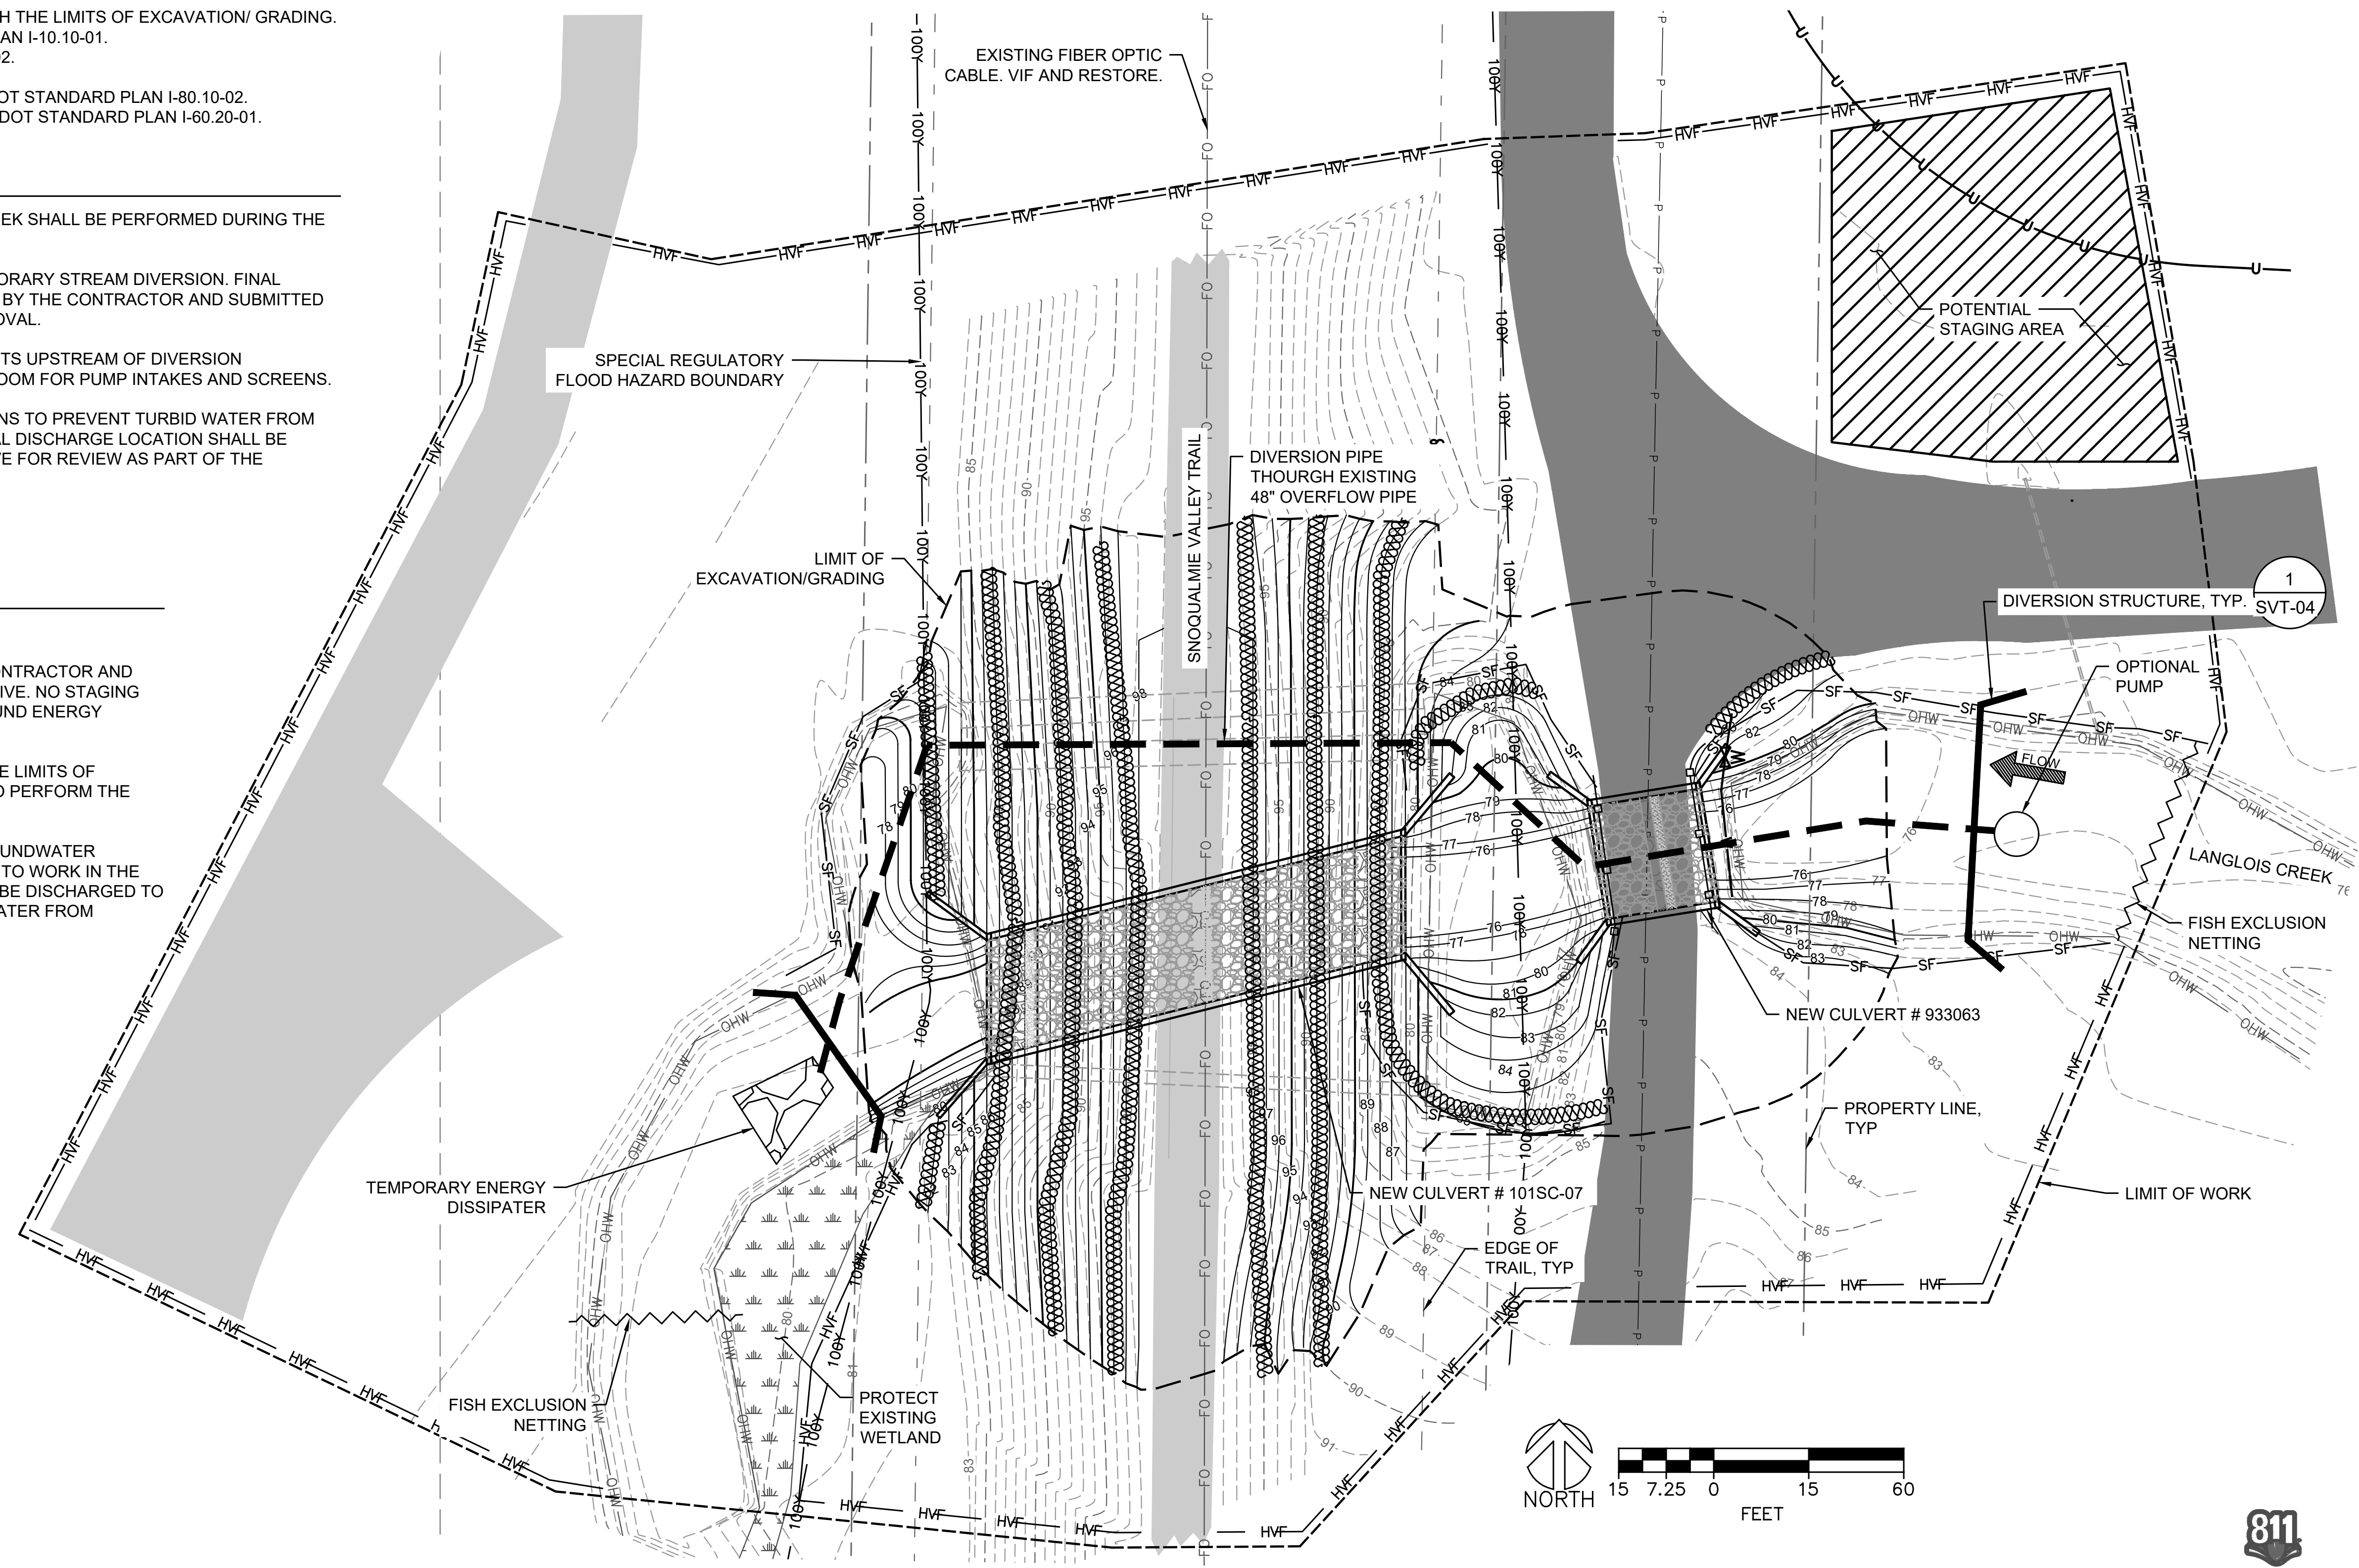 H THE LIMITS OF EXCAVATION/ GRADING.
AN I-10.10-01.
02.
OT STANDARD PLAN I-80.10-02.
DOT STANDARD PLAN I-60.20-01.
EEK SHALL BE PERFORMED DURING THE
ORARY STREAM DIVERSION. FINAL
BY THE CONTRACTOR AND SUBMITTED
OVAL.
TS UPSTREAM OF DIVERSION
OOM FOR PUMP INTAKES AND SCREENS.
NS TO PREVENT TURBID WATER FROM
AL DISCHARGE LOCATION SHALL BE
VE FOR REVIEW AS PART OF THE
ONTRACTOR AND
IVE. NO STAGING
UND ENERGY
E LIMITS OF
O PERFORM THE
OUNDWATER
TO WORK IN THE
BE DISCHARGED TO
ATER FROM
EXISTING FIBER OPTIC
CABLE. VIF AND RESTORE.
SPECIAL REGULATORY
FLOOD HAZARD BOUNDARY
POTENTIAL
STAGING AREA
SNOQUALMIE VALLEY TRAIL
DIVERSION PIPE
THOURGH EXISTING
48" OVERFLOW PIPE
LIMIT OF
EXCAVATION/GRADING
DIVERSION STRUCTURE, TYP.
1
SVT-04
OPTIONAL
PUMP
FLOW
LANGLOIS CREEK
FISH EXCLUSION
NETTING
NEW CULVERT # 933063
PROPERTY LINE,
TYP
LIMIT OF WORK
NEW CULVERT # 101SC-07
EDGE OF
TRAIL, TYP
TEMPORARY ENERGY
DISSIPATER
FISH EXCLUSION
NETTING
PROTECT
EXISTING
WETLAND
NORTH
15 7.25 0 15 60
FEET
811